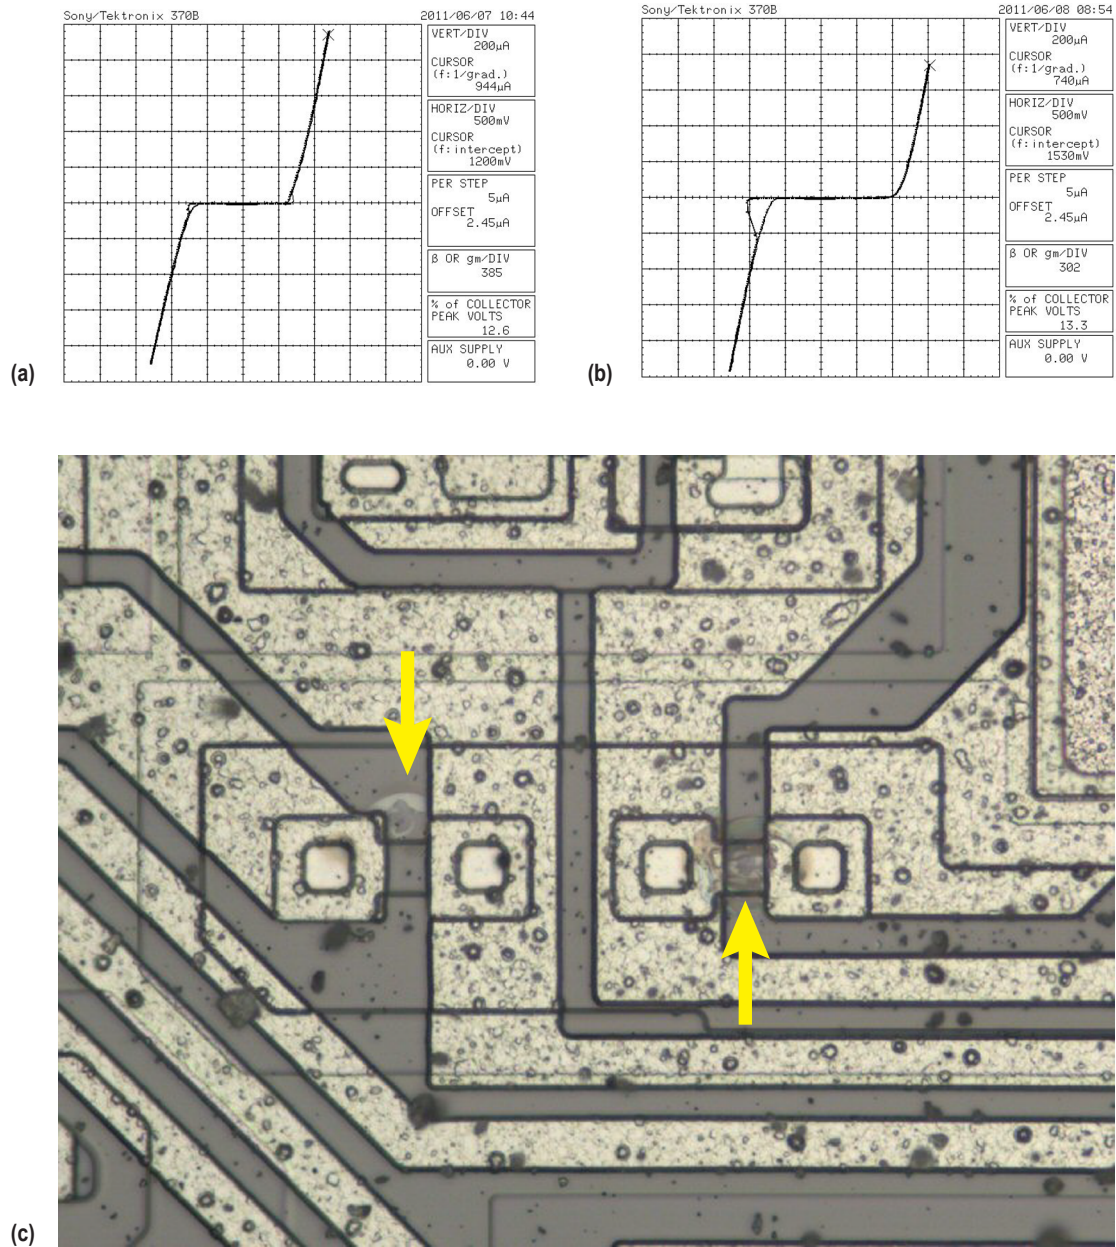 Sony/Tektronix 370B 2011/06/07 10:44
VERT/DIV
200µA
CURSOR
(f:1/grad.)
944µA
HORIZ/DIV
500mV
CURSOR
(f:intercept)
1200mV
PER STEP
5µA
OFFSET
2.45µA
β OR gm/DIV
385
% of COLLECTOR
PEAK VOLTS
12.6
AUX SUPPLY
0.00 V
(a)
Sony/Tektronix 370B 2011/06/08 08:54
VERT/DIV
200µA
CURSOR
(f:1/grad.)
740µA
HORIZ/DIV
500mV
CURSOR
(f:intercept)
1530mV
PER STEP
5µA
OFFSET
2.45µA
β OR gm/DIV
302
% of COLLECTOR
PEAK VOLTS
13.3
AUX SUPPLY
0.00 V
(b)
(c)